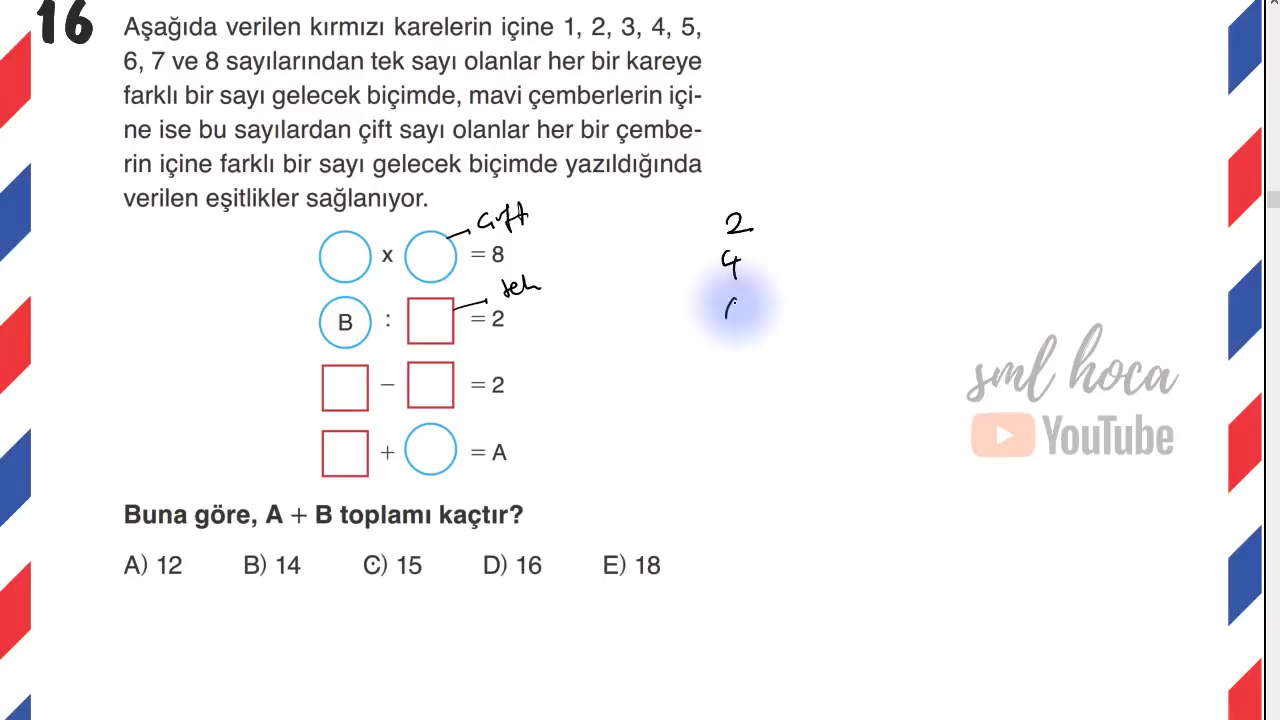 16
Aşağıda verilen kırmızı karelerin içine 1, 2, 3, 4, 5,
6, 7 ve 8 sayılarından tek sayı olanlar her bir kareye
farklı bir sayı gelecek biçimde, mavi çemberlerin içi-
ne ise bu sayılardan çift sayı olanlar her bir çembe-
rin içine farklı bir sayı gelecek biçimde yazıldığında
verilen eşitlikler sağlanıyor.
çift
x = 8
tek
B : = 2
− = 2
+ = A
2
4
Buna göre, A + B toplamı kaçtır?
A) 12 B) 14 C) 15 D) 16 E) 18
sml hoca
YouTube